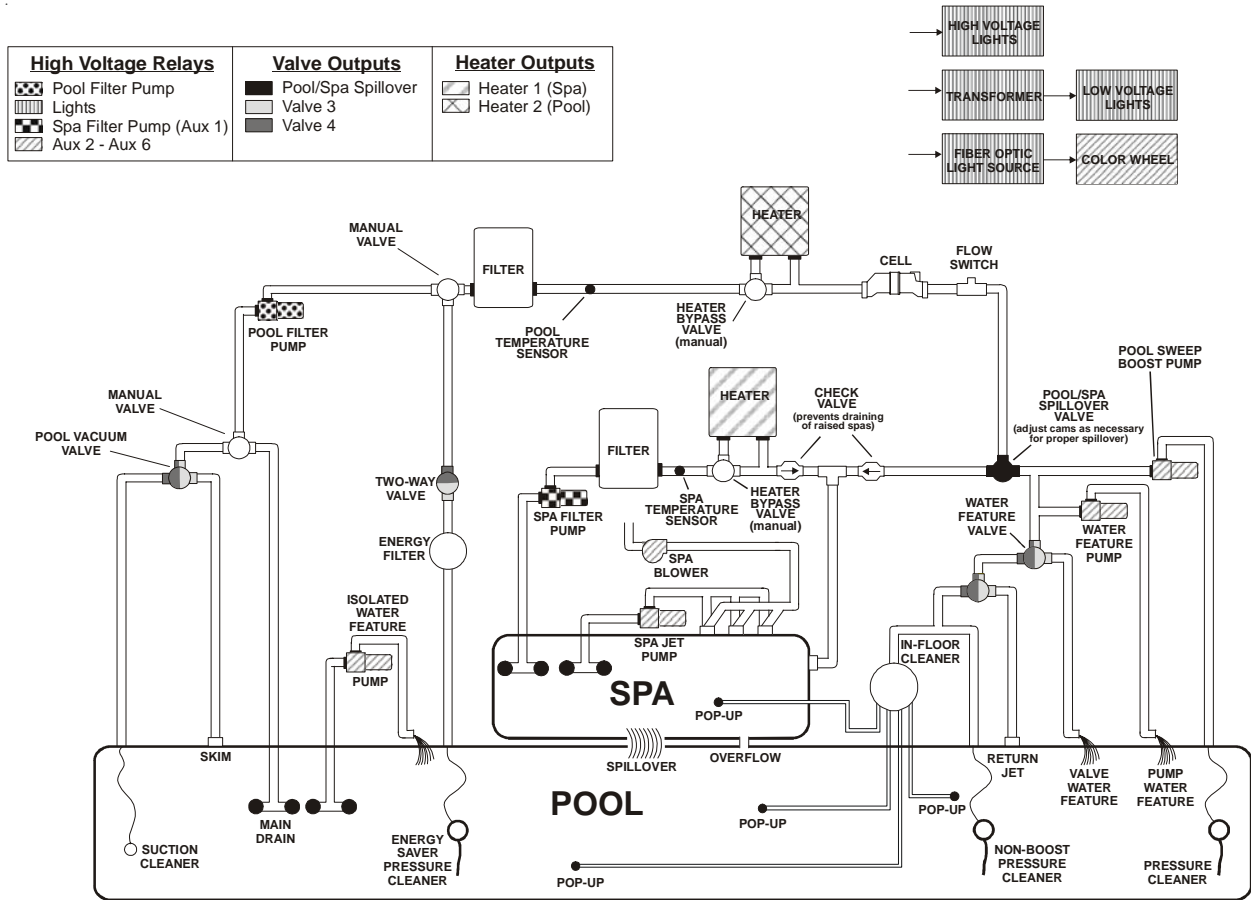 High Voltage Relays
Pool Filter Pump
Lights
Spa Filter Pump (Aux 1)
Aux 2 - Aux 6
Valve Outputs
Pool/Spa Spillover
Valve 3
Valve 4
Heater Outputs
Heater 1 (Spa)
Heater 2 (Pool)
HIGH VOLTAGE
LIGHTS
TRANSFORMER
LOW VOLTAGE
LIGHTS
FIBER OPTIC
LIGHT SOURCE
COLOR WHEEL
MANUAL
VALVE
FILTER
HEATER
CELL
FLOW
SWITCH
POOL FILTER
PUMP
POOL
TEMPERATURE
SENSOR
HEATER
BYPASS
VALVE
(manual)
POOL SWEEP
BOOST PUMP
MANUAL
VALVE
POOL VACUUM
VALVE
HEATER
CHECK
VALVE
(prevents draining
of raised spas)
POOL/SPA
SPILLOVER
VALVE
(adjust cams as necessary
for proper spillover)
FILTER
TWO-WAY
VALVE
SPA FILTER
PUMP
SPA
TEMPERATURE
SENSOR
HEATER
BYPASS
VALVE
(manual)
WATER
FEATURE
VALVE
WATER
FEATURE
PUMP
ENERGY
FILTER
SPA
BLOWER
ISOLATED
WATER
FEATURE
PUMP
SPA JET
PUMP
IN-FLOOR
CLEANER
SPA
POP-UP
SKIM
SPILLOVER
OVERFLOW
RETURN
JET
VALVE
WATER
FEATURE
PUMP
WATER
FEATURE
POOL
MAIN
DRAIN
POP-UP
POP-UP
SUCTION
CLEANER
ENERGY
SAVER
PRESSURE
CLEANER
POP-UP
NON-BOOST
PRESSURE
CLEANER
PRESSURE
CLEANER